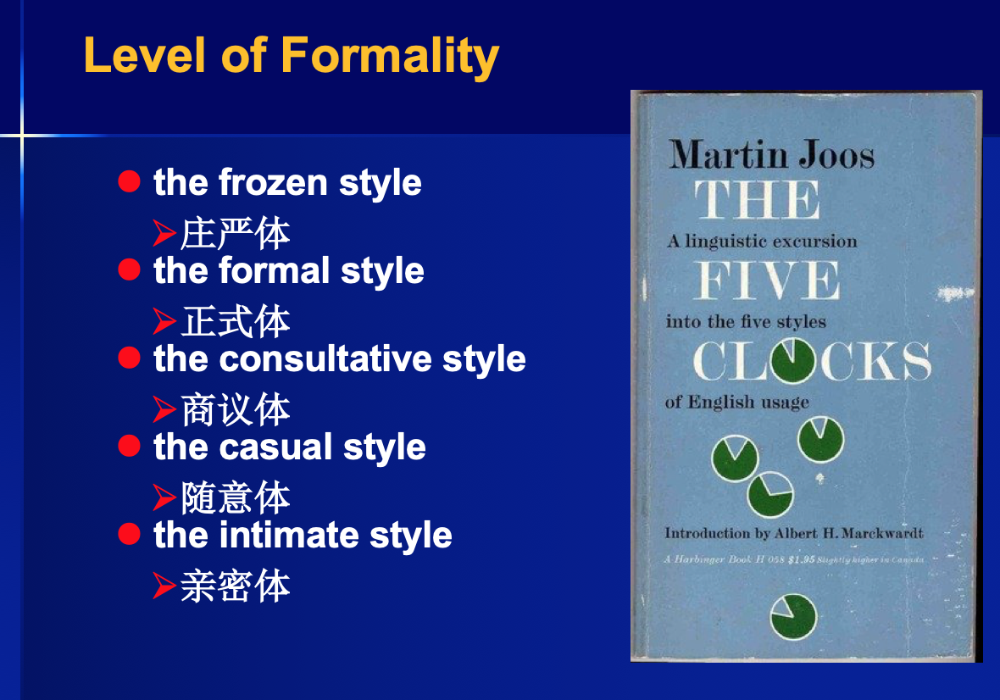 Level of Formality
the frozen style
庄严体
the formal style
正式体
the consultative style
商议体
the casual style
随意体
the intimate style
亲密体
Martin Joos
THE
A linguistic excursion
FIVE
into the five styles
CLOCKS
of English usage
Introduction by Albert H. Marckwardt
A Harbinger Book H 058 $1.95 Slightly higher in Canada